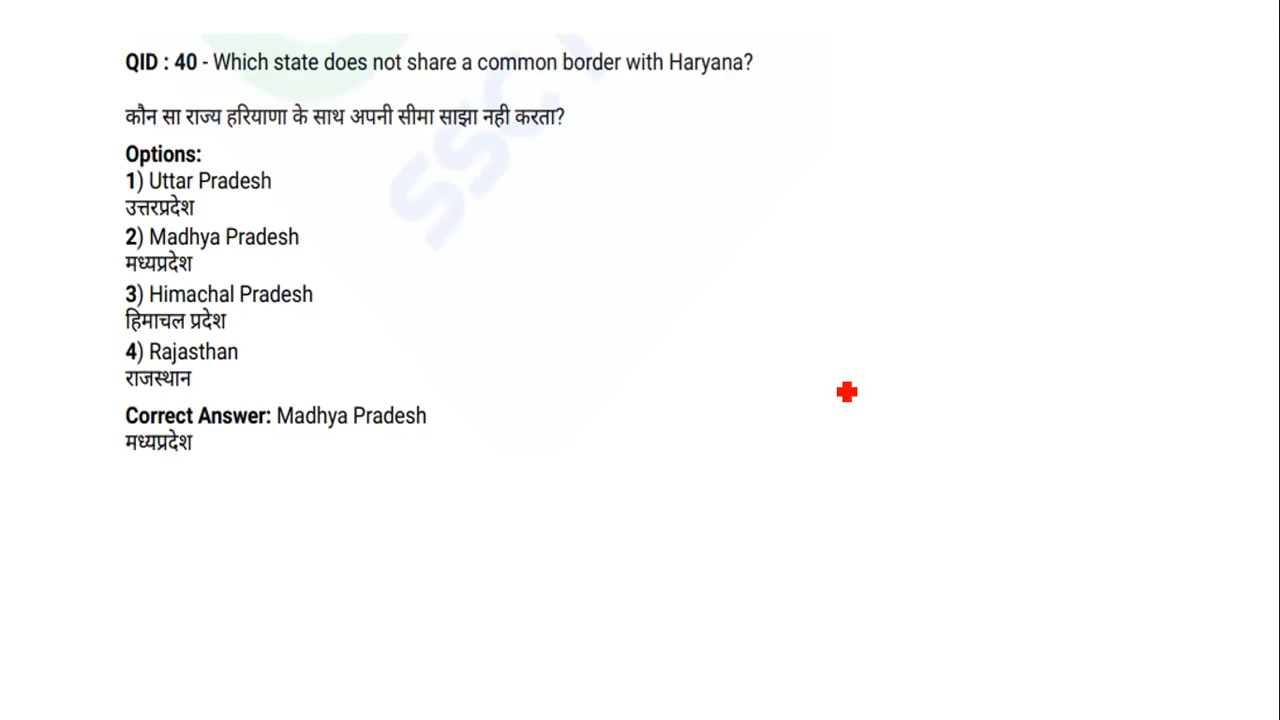 QID : 40 - Which state does not share a common border with Haryana?
कौन सा राज्य हरियाणा के साथ अपनी सीमा साझा नही करता?
Options:
1) Uttar Pradesh
उत्तरप्रदेश
2) Madhya Pradesh
मध्यप्रदेश
3) Himachal Pradesh
हिमाचल प्रदेश
4) Rajasthan
राजस्थान
Correct Answer: Madhya Pradesh
मध्यप्रदेश